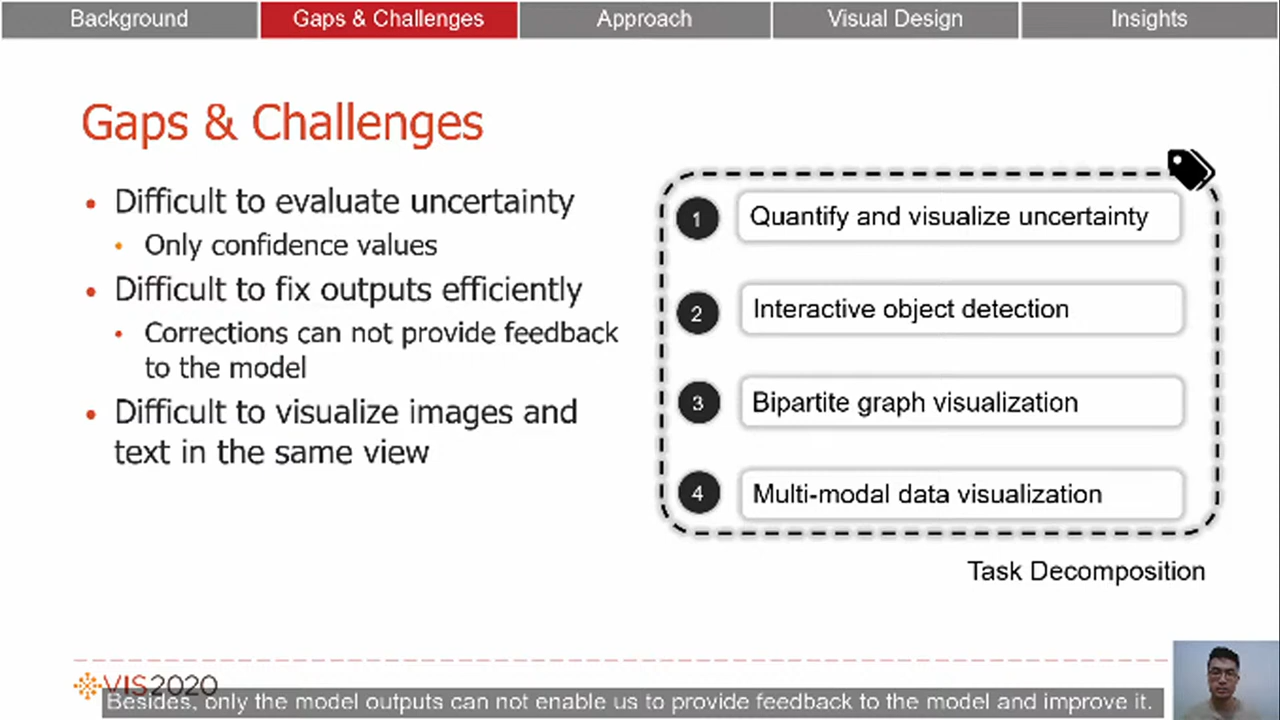 Background
Gaps & Challenges
Approach
Visual Design
Insights
Gaps & Challenges
Difficult to evaluate uncertainty
Only confidence values
Difficult to fix outputs efficiently
Corrections can not provide feedback
to the model
Difficult to visualize images and
text in the same view
1 Quantify and visualize uncertainty
2 Interactive object detection
3 Bipartite graph visualization
4 Multi-modal data visualization
Task Decomposition
VIS2020
Besides, only the model outputs can not enable us to provide feedback to the model and improve it.